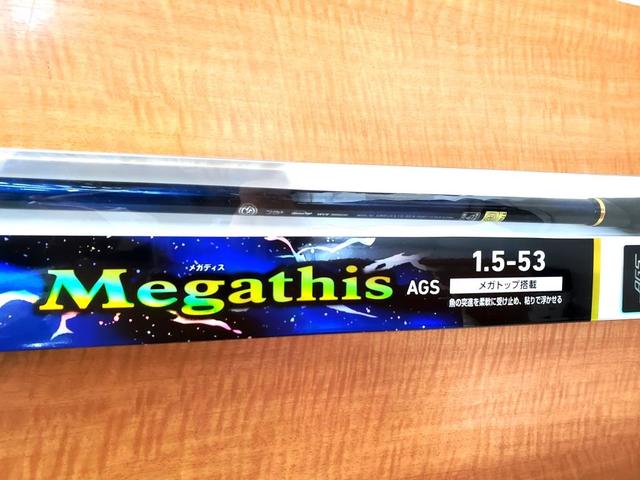 メガディス
Megathis AGS
1.5-53
メガトップ搭載
魚の突進を柔軟に受け止め、粘りで浮かせる